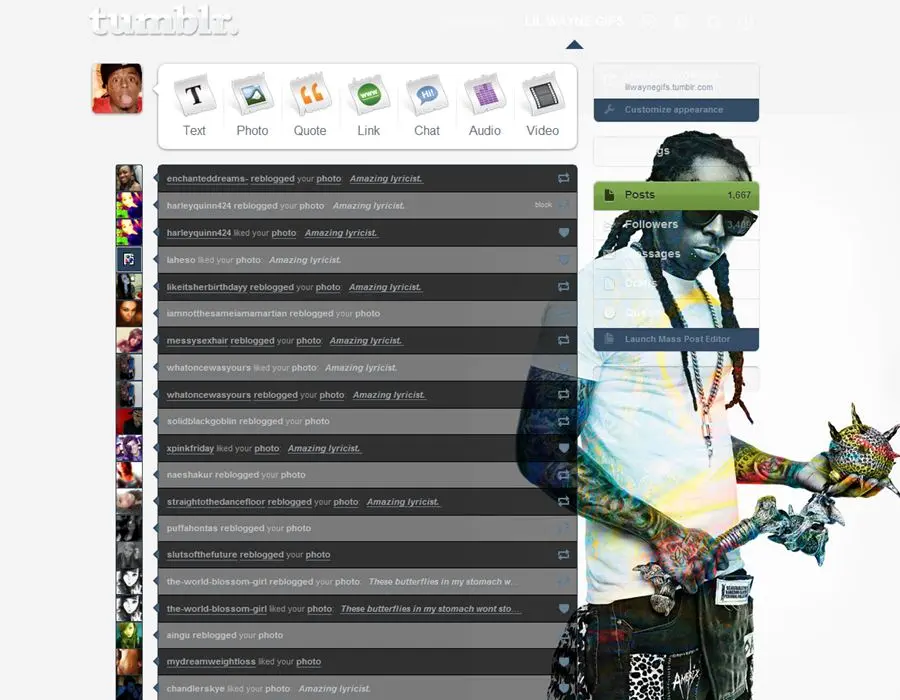 tumblr.
LIL WAYNE GIFS
lilwaynegifs.tumblr.com
Customize appearance
Text
Photo
Quote
Link
Chat
Audio
Video
enchanteddreams- reblogged your photo: Amazing lyricist.
harleyquinn424 reblogged your photo: Amazing lyricist.
block
harleyquinn424 liked your photo: Amazing lyricist.
laheso liked your photo: Amazing lyricist.
likeitsherbirthdayy reblogged your photo: Amazing lyricist.
iamnotthesameiamamartian reblogged your photo
messysexhair reblogged your photo: Amazing lyricist.
whatoncewasyours liked your photo: Amazing lyricist.
whatoncewasyours reblogged your photo: Amazing lyricist.
solidblackgoblin reblogged your photo
xpinkfriday liked your photo: Amazing lyricist.
naeshakur reblogged your photo
straightothedancefloor reblogged your photo: Amazing lyricist.
puffahontas reblogged your photo
slutsofthefuture reblogged your photo
the-world-blossom-girl reblogged your photo: These butterflies in my stomach w...
the-world-blossom-girl liked your photo: These butterflies in my stomach wont sto...
aingu reblogged your photo
mydreamweightloss liked your photo
chandlerskye liked your photo: Amazing lyricist.
Posts 1,667
Followers
Messages
Launch Mass Post Editor